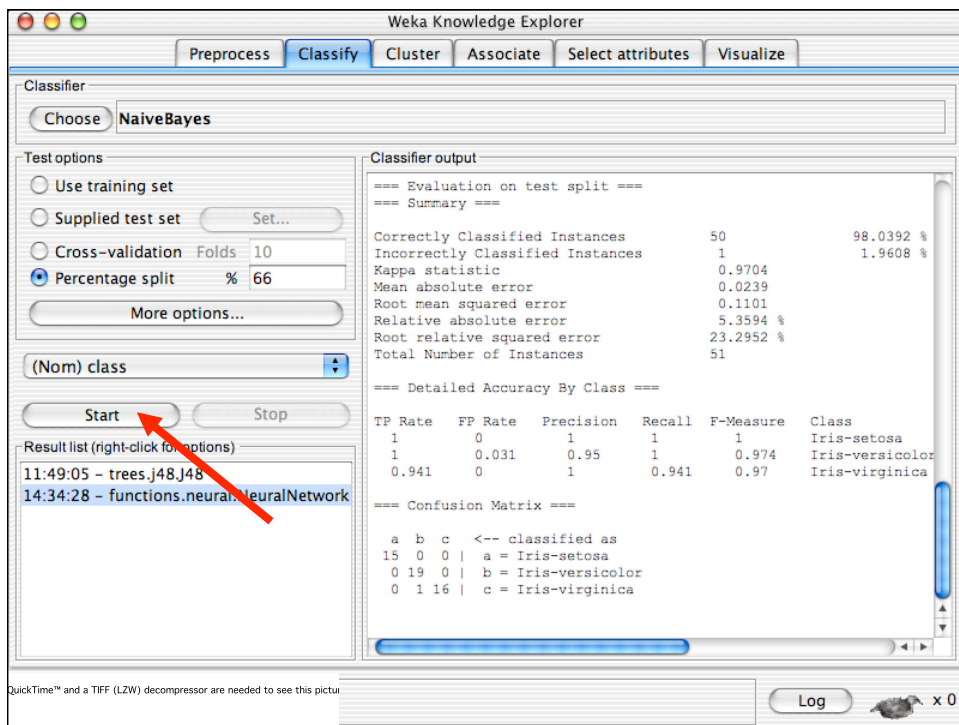 Weka Knowledge Explorer
Preprocess Classify Cluster Associate Select attributes Visualize
Classifier
Choose NaiveBayes
Test options
Use training set
Supplied test set Set...
Cross-validation Folds 10
Percentage split % 66
More options...
(Nom) class
Start Stop
Result list (right-click for options)
11:49:05 – trees.j48.J48
14:34:28 – functions.neural.NeuralNetwork
Classifier output
=== Evaluation on test split ===
=== Summary ===
Correctly Classified Instances 50 98.0392 %
Incorrectly Classified Instances 1 1.9608 %
Kappa statistic 0.9704
Mean absolute error 0.0239
Root mean squared error 0.1101
Relative absolute error 5.3594 %
Root relative squared error 23.2952 %
Total Number of Instances 51
=== Detailed Accuracy By Class ===
TP Rate FP Rate Precision Recall F-Measure Class
1 0 1 1 1 Iris-setosa
1 0.031 0.95 1 0.974 Iris-versicolor
0.941 0 1 0.941 0.97 Iris-virginica
=== Confusion Matrix ===
a b c <-- classified as
15 0 0 | a = Iris-setosa
0 19 0 | b = Iris-versicolor
0 1 16 | c = Iris-virginica
QuickTime™ and a TIFF (LZW) decompressor are needed to see this pictu
Log x 0